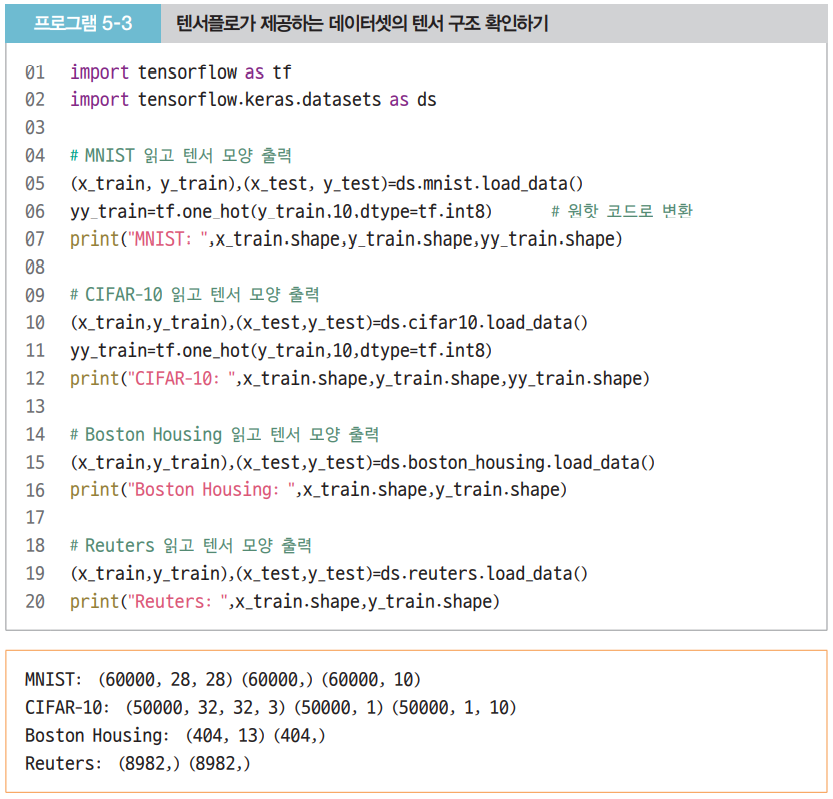 프로그램 5-3 텐서플로가 제공하는 데이터셋의 텐서 구조 확인하기
01 import tensorflow as tf
02 import tensorflow.keras.datasets as ds
03
04 # MNIST 읽고 텐서 모양 출력
05 (x_train, y_train),(x_test, y_test)=ds.mnist.load_data()
06 yy_train=tf.one_hot(y_train,10,dtype=tf.int8) # 원핫 코드로 변환
07 print("MNIST: ",x_train.shape,y_train.shape,yy_train.shape)
08
09 # CIFAR-10 읽고 텐서 모양 출력
10 (x_train,y_train),(x_test,y_test)=ds.cifar10.load_data()
11 yy_train=tf.one_hot(y_train,10,dtype=tf.int8)
12 print("CIFAR-10: ",x_train.shape,y_train.shape,yy_train.shape)
13
14 # Boston Housing 읽고 텐서 모양 출력
15 (x_train,y_train),(x_test,y_test)=ds.boston_housing.load_data()
16 print("Boston Housing: ",x_train.shape,y_train.shape)
17
18 # Reuters 읽고 텐서 모양 출력
19 (x_train,y_train),(x_test,y_test)=ds.reuters.load_data()
20 print("Reuters: ",x_train.shape,y_train.shape)
MNIST: (60000, 28, 28) (60000,) (60000, 10)
CIFAR-10: (50000, 32, 32, 3) (50000, 1) (50000, 1, 10)
Boston Housing: (404, 13) (404,)
Reuters: (8982,) (8982,)